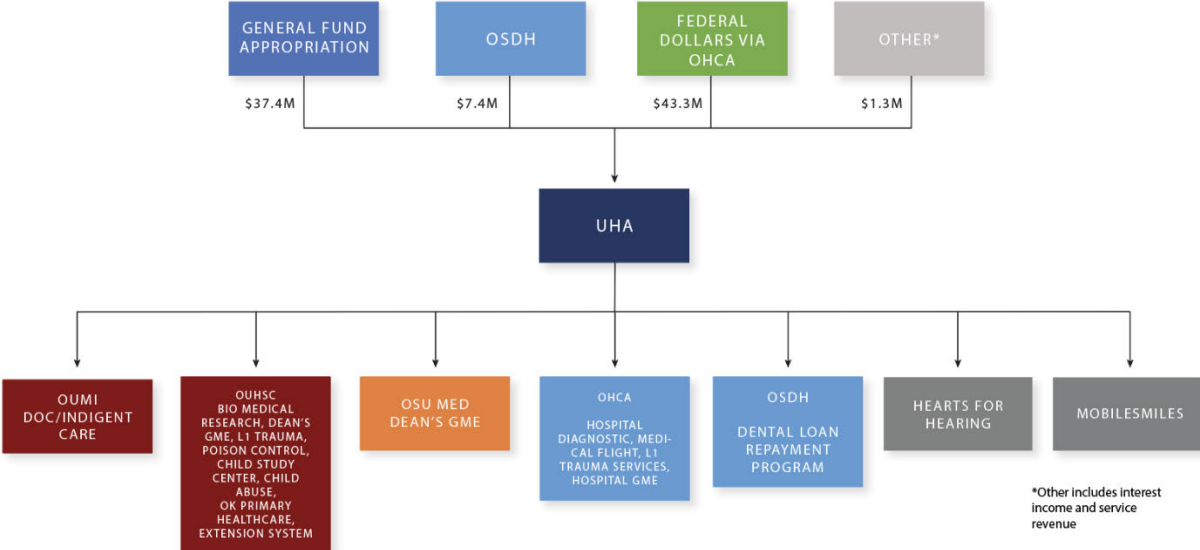 GENERAL FUND
APPROPRIATION
OSDH
FEDERAL
DOLLARS VIA
OHCA
OTHER*
$37.4M
$7.4M
$43.3M
$1.3M
UHA
OUMI
DOC/INDIGENT
CARE
OUHSC
BIO MEDICAL
RESEARCH, DEAN'S
GME, L1 TRAUMA,
POISON CONTROL,
CHILD STUDY
CENTER, CHILD
ABUSE,
OK PRIMARY
HEALTHCARE,
EXTENSION SYSTEM
OSU MED
DEAN'S GME
OHCA
HOSPITAL
DIAGNOSTIC, MEDI-
CAL FLIGHT, L1
TRAUMA SERVICES,
HOSPITAL GME
OSDH
DENTAL LOAN
REPAYMENT
PROGRAM
HEARTS FOR
HEARING
MOBILESMILES
*Other includes interest
income and service
revenue